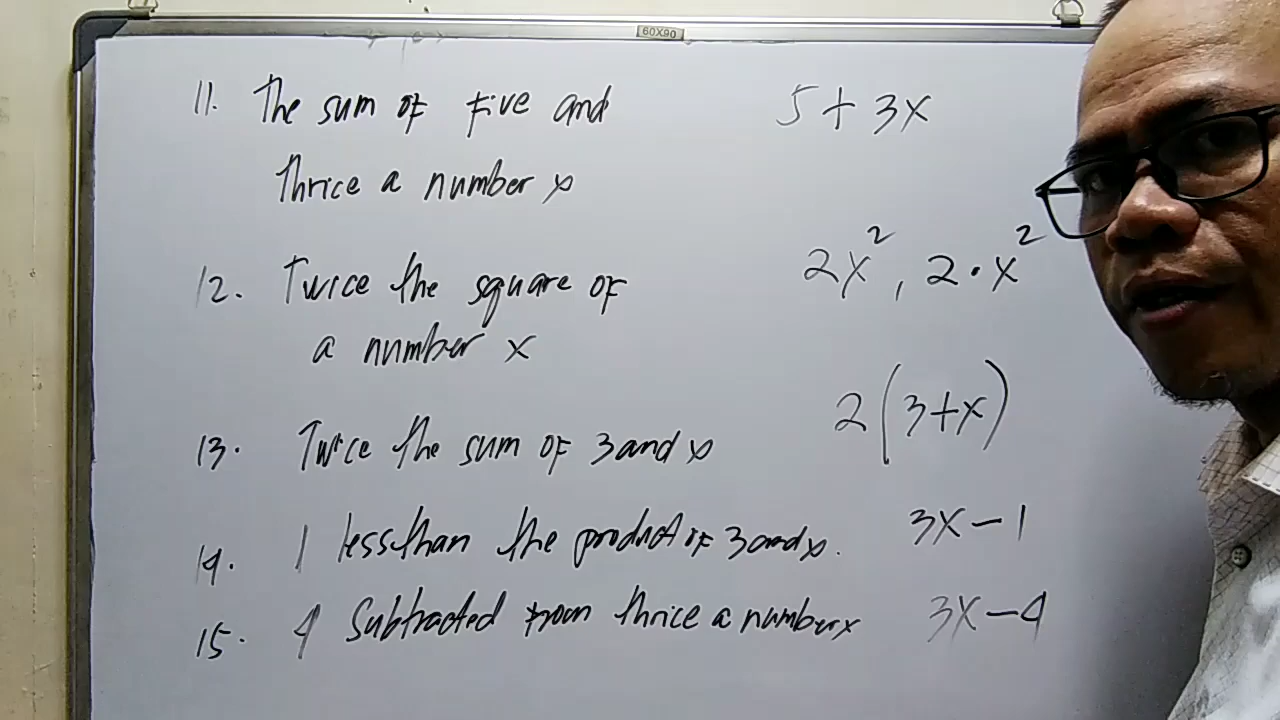 60X90
11. The sum of five and 5 + 3x
thrice a number x
12. Twice the square of 2x², 2·x²
a number x
13. Twice the sum of 3 and x 2(3+x)
14. 1 less than the product of 3 and x. 3x-1
15. 4 subtracted from thrice a number x 3x-4